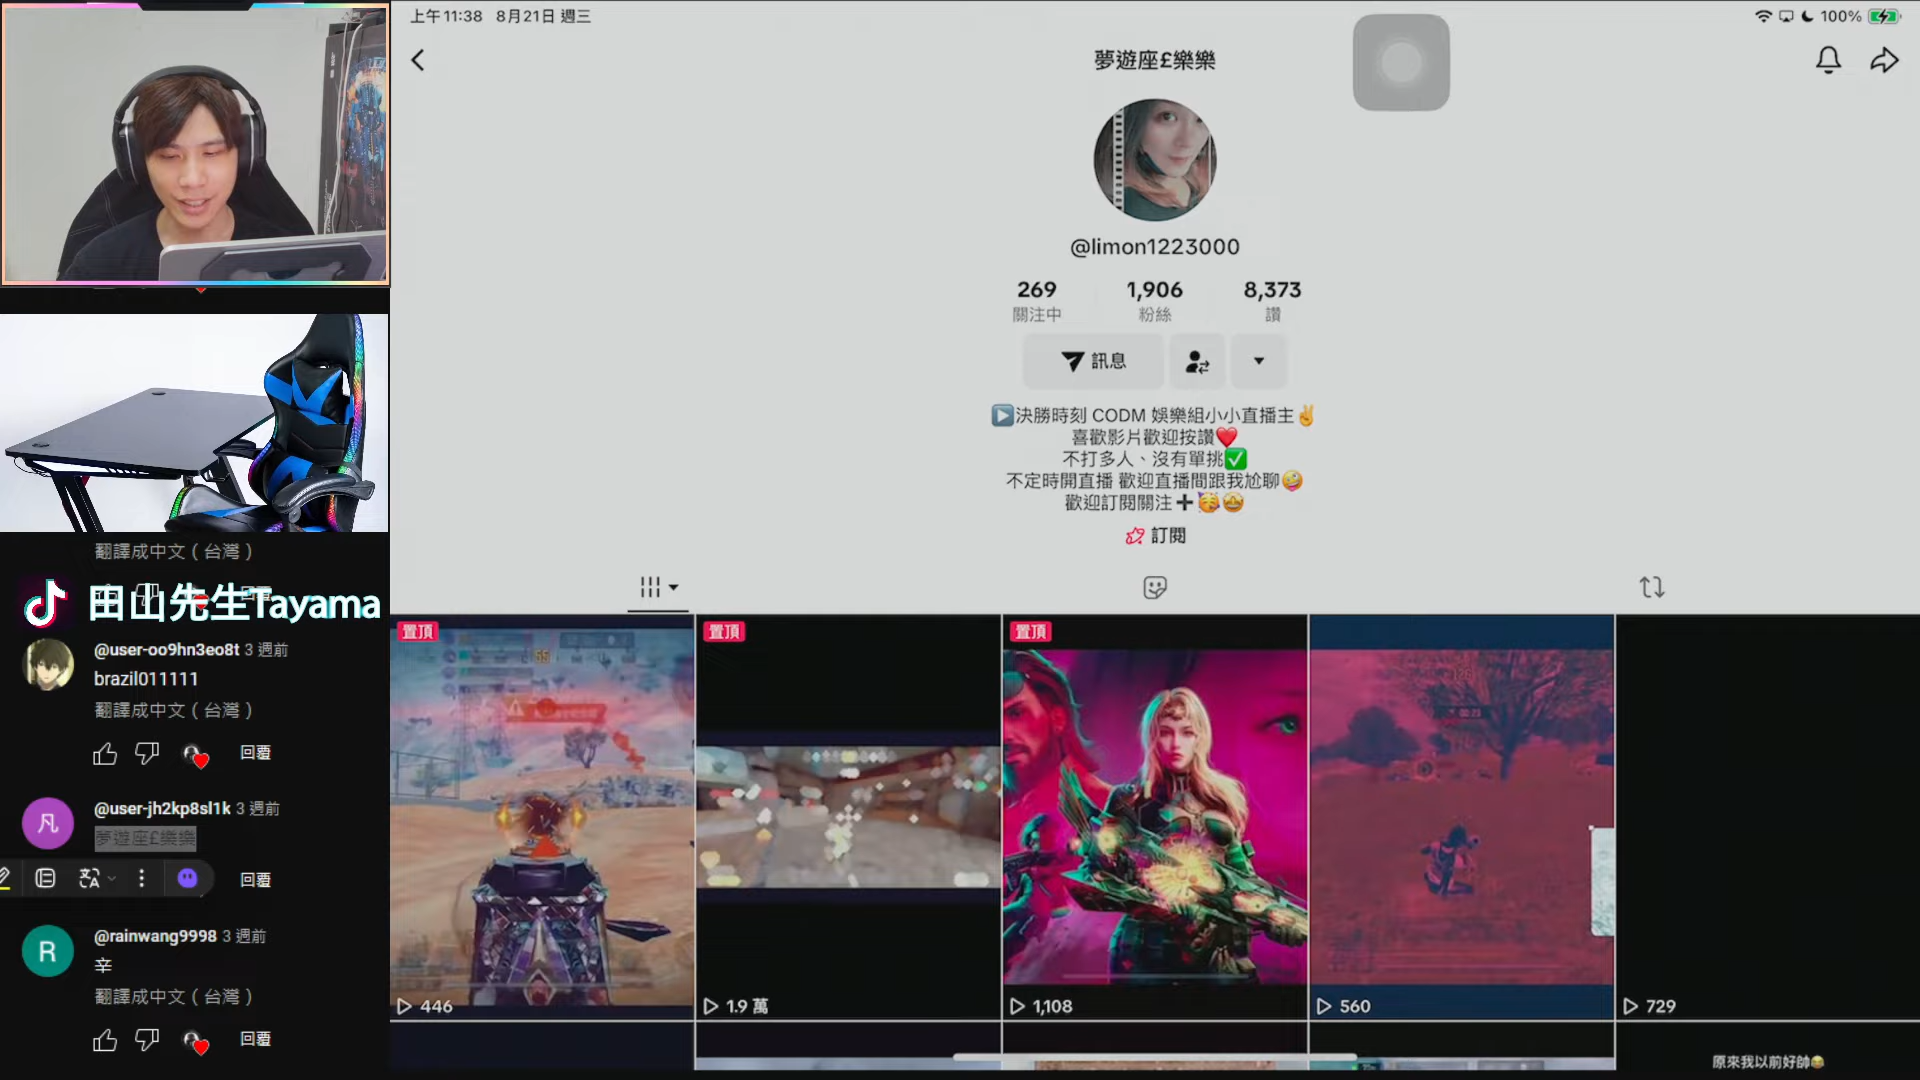 上午11:38 8月21日 週三
100%
夢遊座£樂樂
@limon1223000
269
1,906
8,373
關注中
粉絲
讚
訊息
▶️決勝時刻 CODM 娛樂組小小直播主✌️
喜歡影片歡迎按讚❤️
不打多人、沒有單挑✅
不定時開直播 歡迎直播間跟我尬聊🤪
歡迎訂閱關注➕🥳🤩
訂閱
置頂
置頂
置頂
446
1.9 萬
1,108
560
729
原來我以前好帥😂
翻譯成中文（台灣）
田山先生Tayama
@user-oo9hn3eo8t 3 週前
brazil011111
翻譯成中文（台灣）
回覆
凡
@user-jh2kp8sl1k 3 週前
夢遊座£樂樂
回覆
R
@rainwang9998 3 週前
辛
翻譯成中文（台灣）
回覆